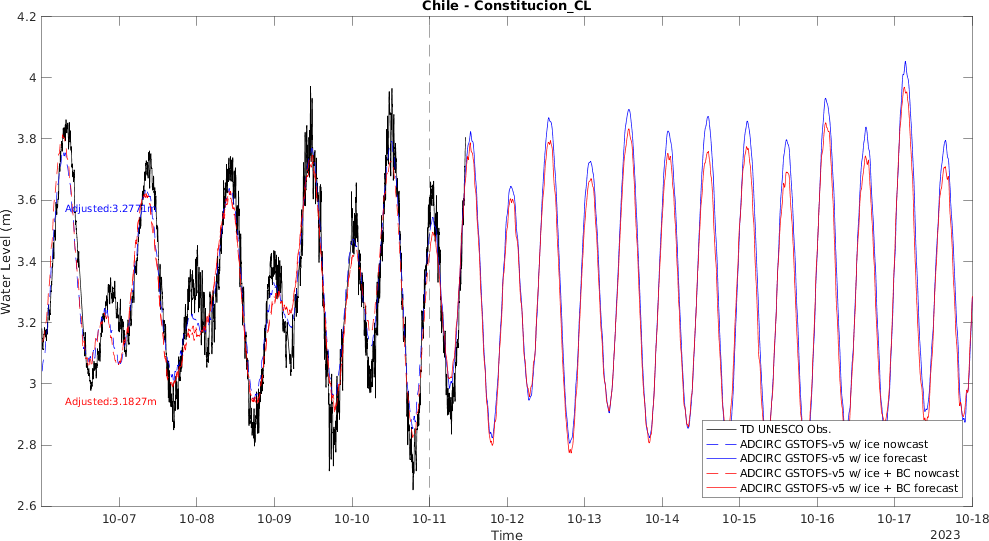 Chile - Constitucion_CL
4.2
4
3.8
3.6
3.4
3.2
3
2.8
2.6
Water Level (m)
Adjusted:3.2771m
Adjusted:3.1827m
TD UNESCO Obs.
ADCIRC GSTOFS-v5 w/ ice nowcast
ADCIRC GSTOFS-v5 w/ ice forecast
ADCIRC GSTOFS-v5 w/ ice + BC nowcast
ADCIRC GSTOFS-v5 w/ ice + BC forecast
10-07 10-08 10-09 10-10 10-11 10-12 10-13 10-14 10-15 10-16 10-17 10-18
Time
2023